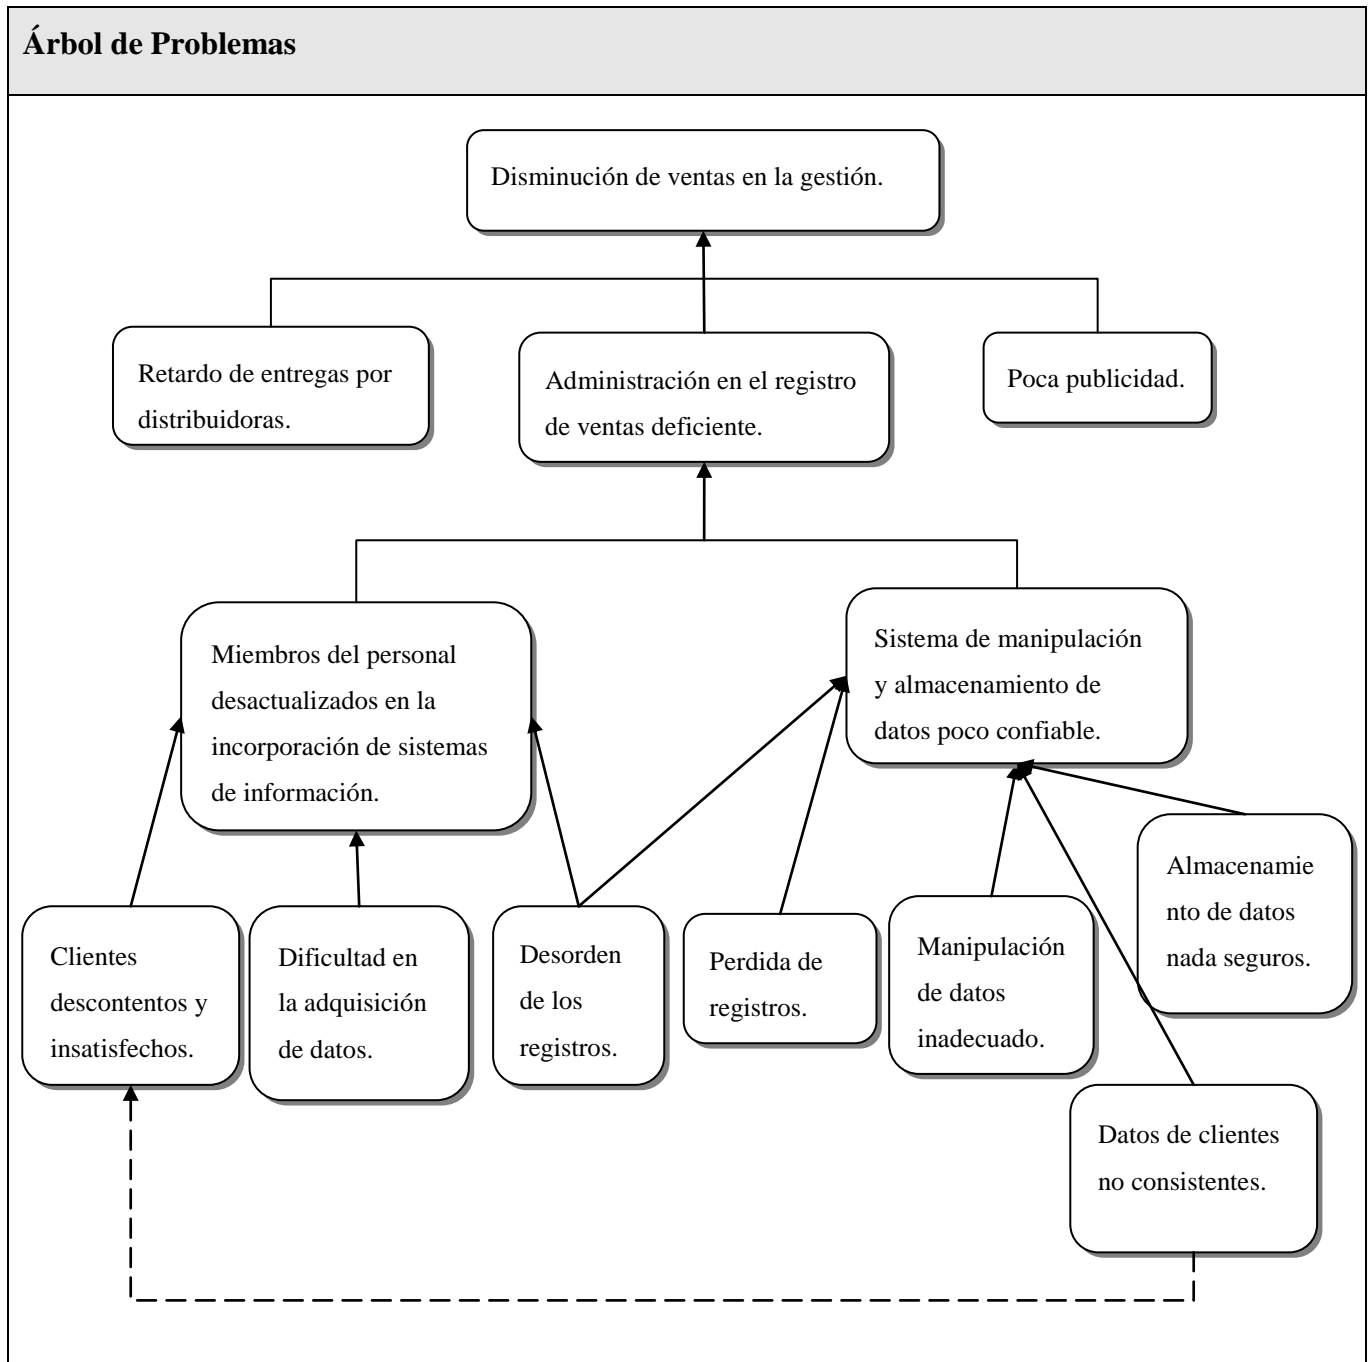 Árbol de Problemas
Disminución de ventas en la gestión.
Retardo de entregas por
distribuidoras.
Administración en el registro
de ventas deficiente.
Poca publicidad.
Miembros del personal
desactualizados en la
incorporación de sistemas
de información.
Sistema de manipulación
y almacenamiento de
datos poco confiable.
Clientes
descontentos y
insatisfechos.
Dificultad en
la adquisición
de datos.
Desorden
de los
registros.
Perdida de
registros.
Manipulación
de datos
inadecuado.
Almacenamie
nto de datos
nada seguros.
Datos de clientes
no consistentes.